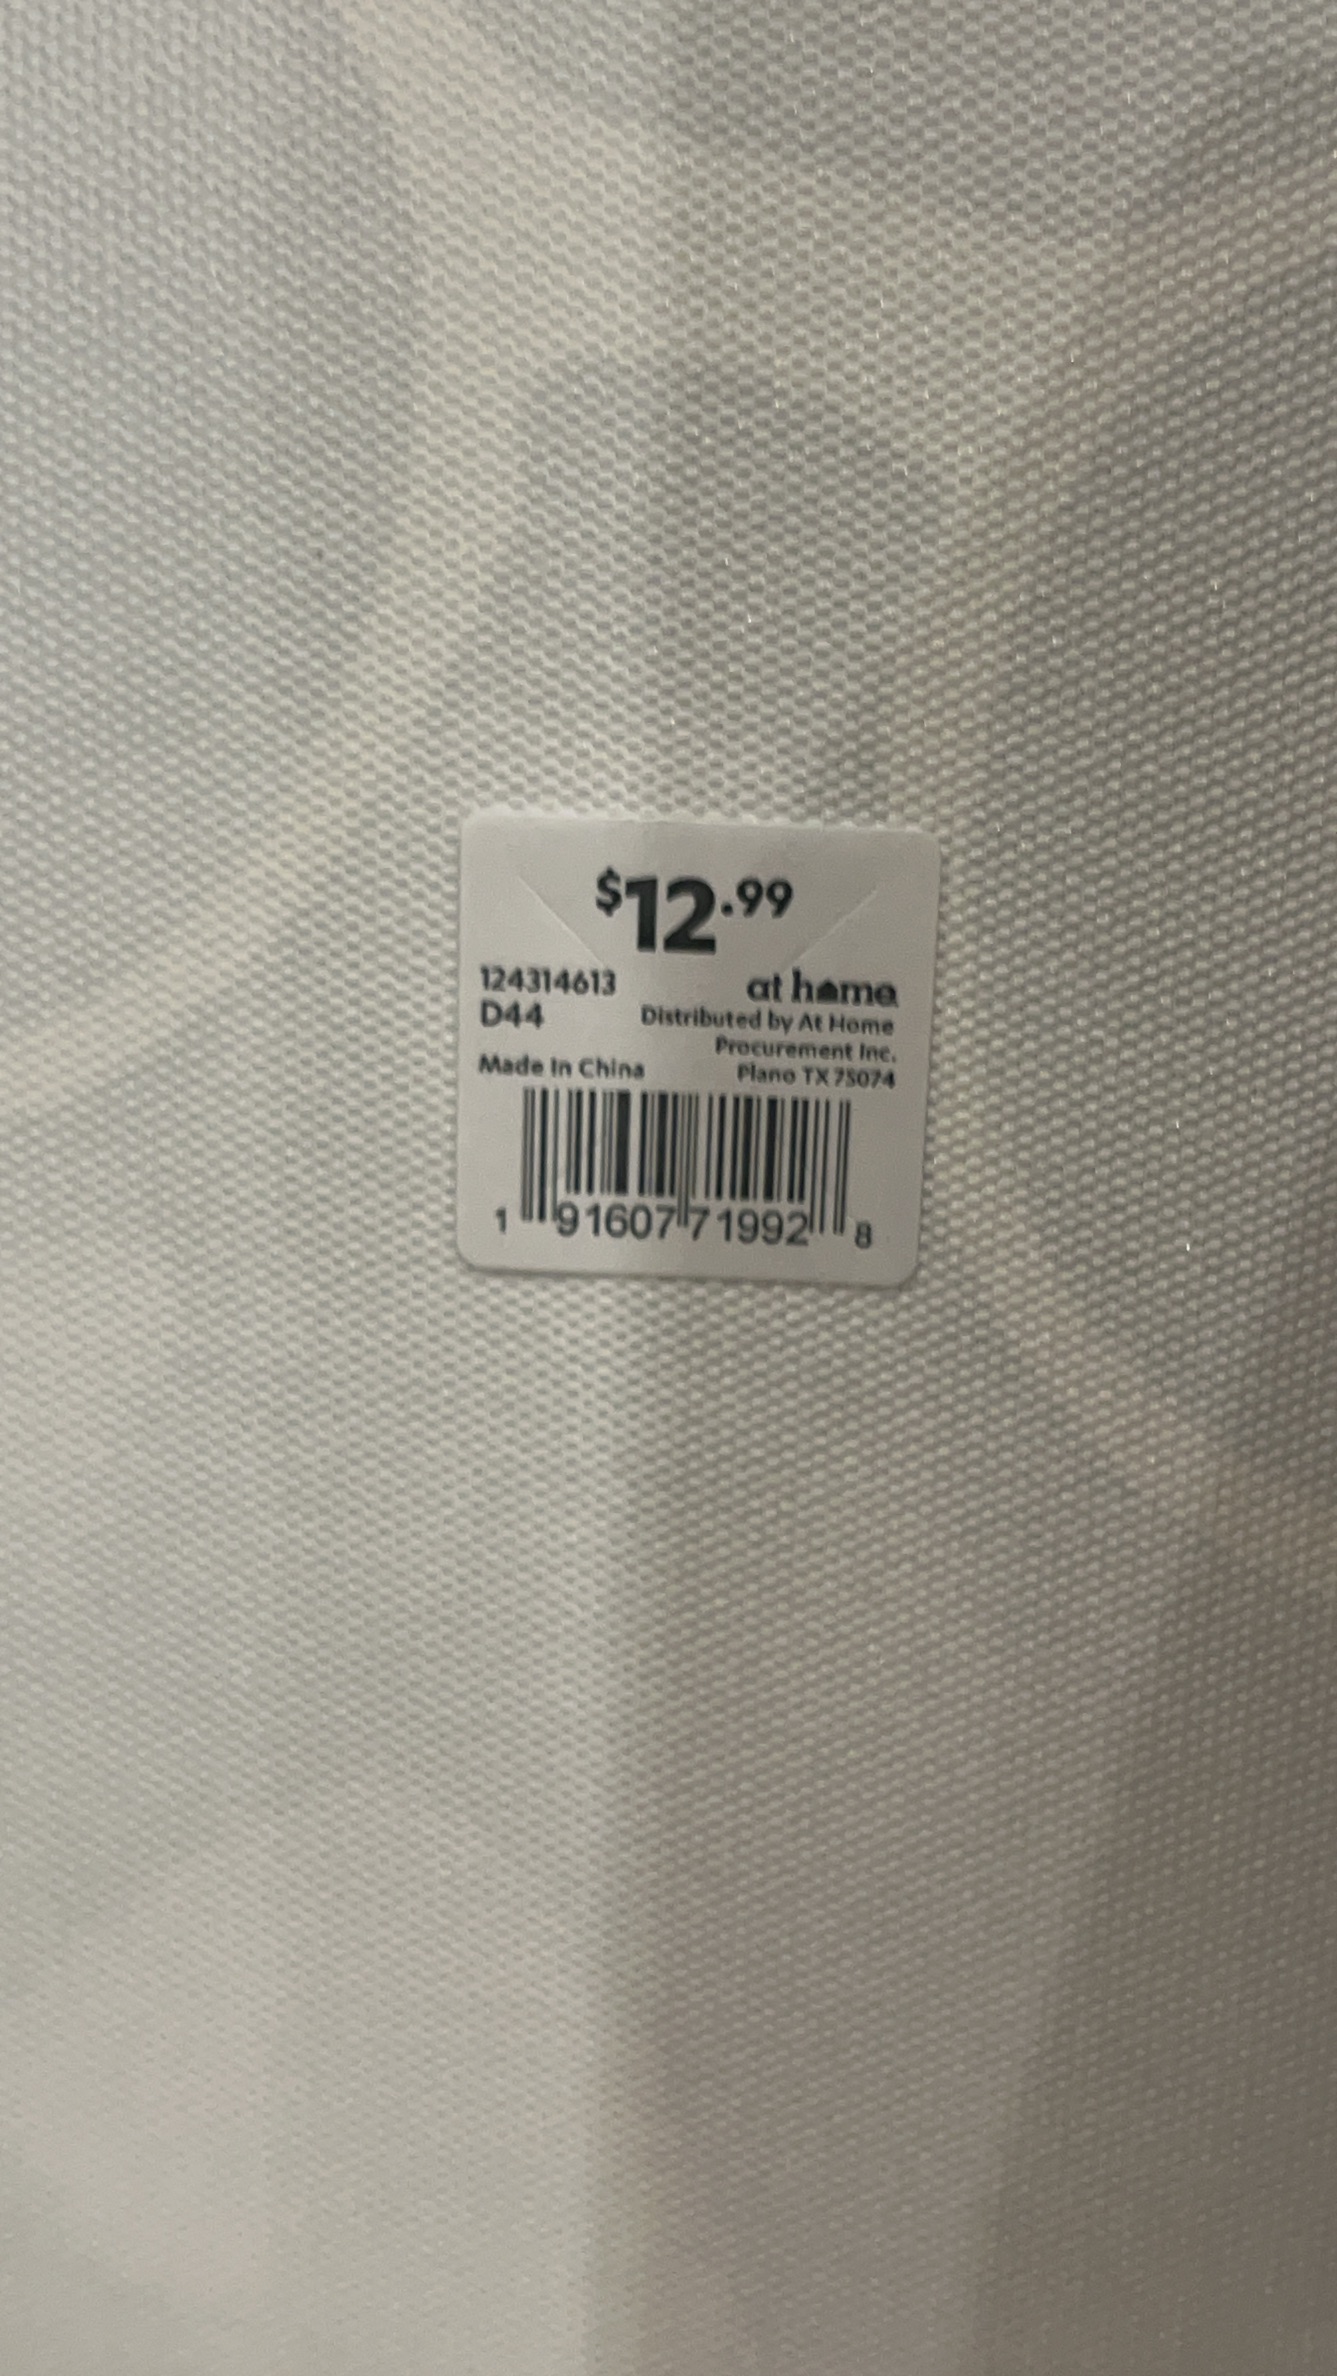 $12.99
124314613
at home
D44
Distributed by At Home
Procurement Inc.
Made In China
Plano TX 75074
1 91607 71992 8